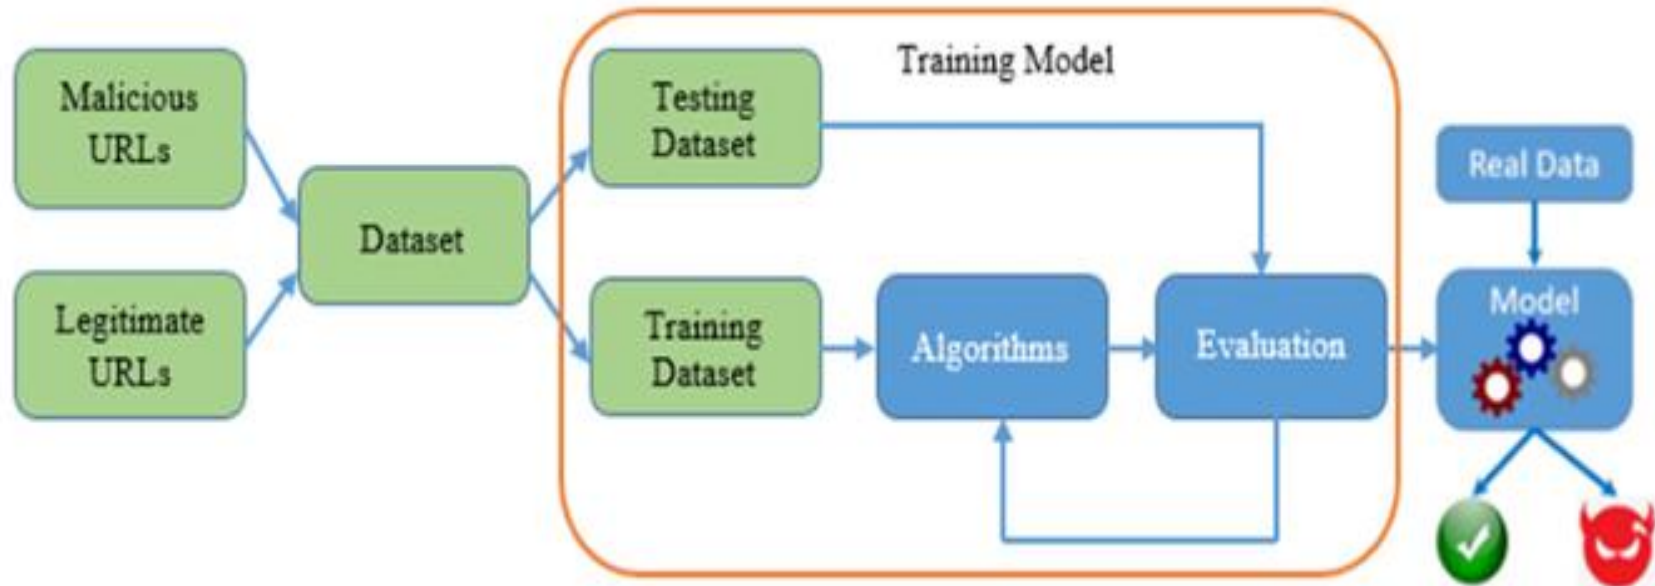 Malicious
URLs
Legitimate
URLs
Dataset
Training Model
Testing
Dataset
Training
Dataset
Algorithms
Evaluation
Real Data
Model